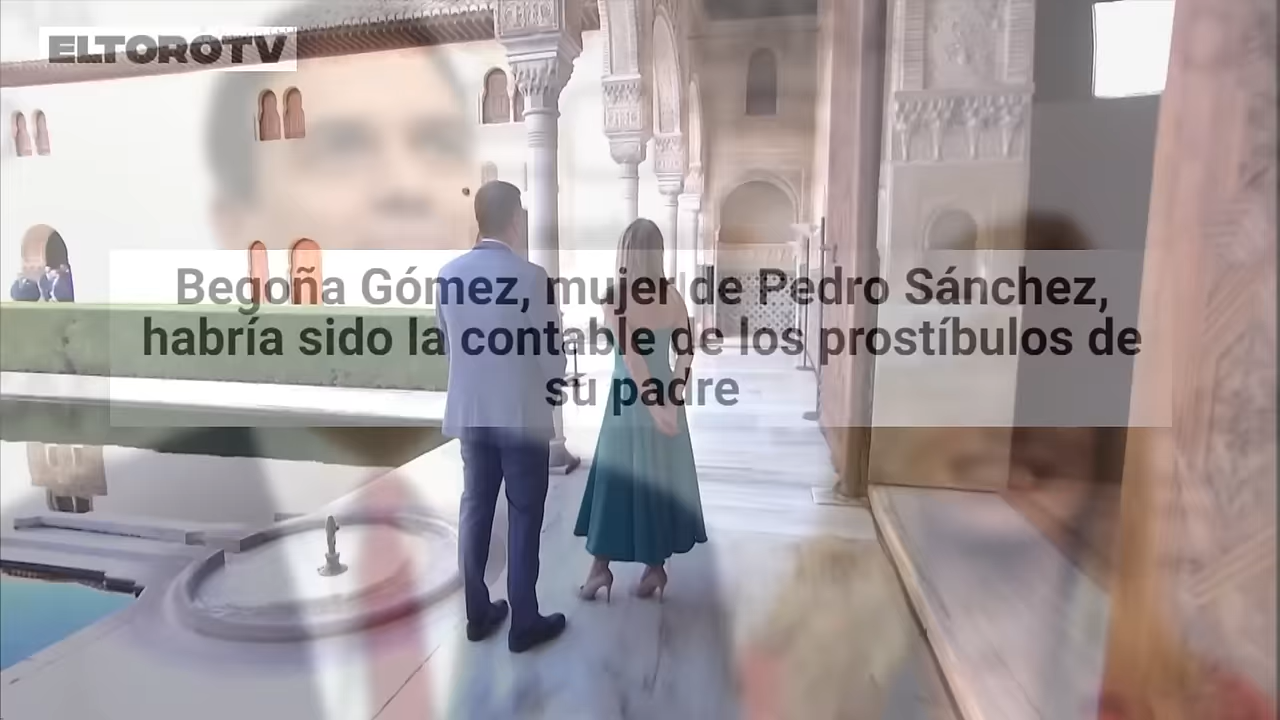 ELTOROTV
Begoña Gómez, mujer de Pedro Sánchez,
habría sido la contable de los prostíbulos de
su padre